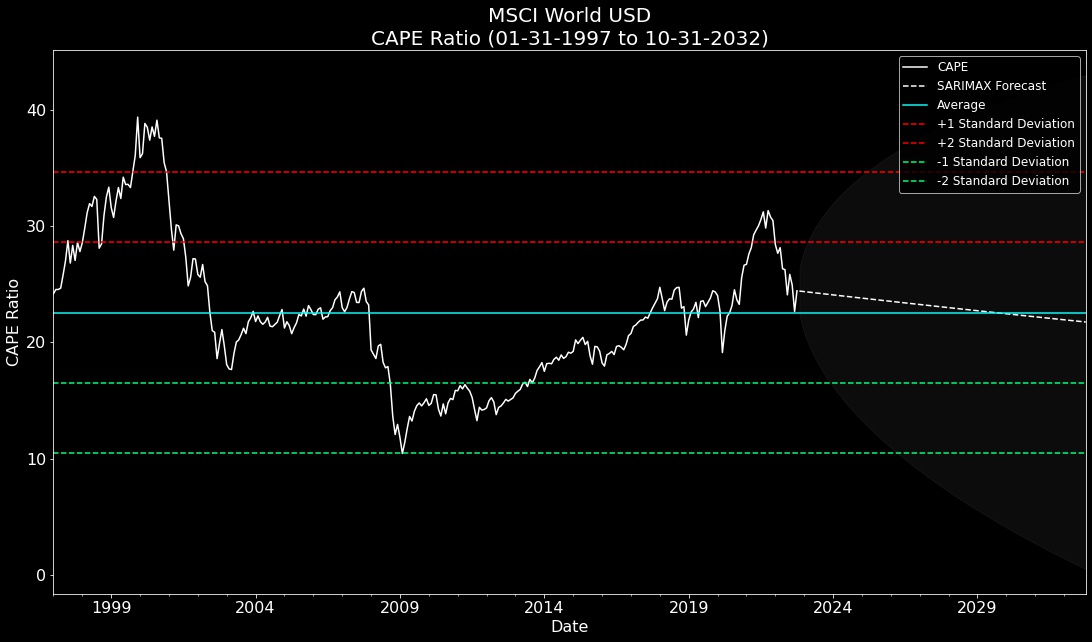 MSCI World USD
CAPE Ratio (01-31-1997 to 10-31-2032)
CAPE
SARIMAX Forecast
Average
+1 Standard Deviation
+2 Standard Deviation
-1 Standard Deviation
-2 Standard Deviation
CAPE Ratio
40
30
20
10
0
1999 2004 2009 2014 2019 2024 2029
Date